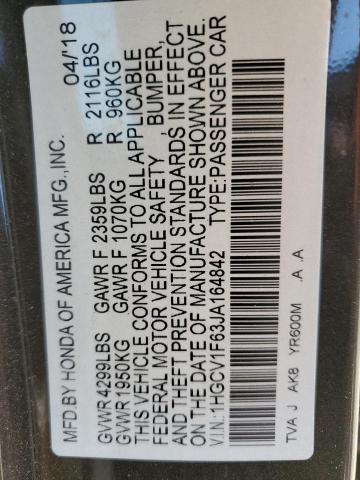 MFD.BY HONDA OF AMERICA MFG.,INC. 04/'18
GVWR 4299LBS GAWR F 2359LBS R 2116LBS
GVWR 1950KG GAWR F 1070KG R 960KG
THIS VEHICLE CONFORMS TO ALL APPLICABLE
FEDERAL MOTOR VEHICLE SAFETY , BUMPER,
AND THEFT PREVENTION STANDARDS IN EFFECT
ON THE DATE OF MANUFACTURE SHOWN ABOVE.
V.I.N.: 1HGCV1F63JA164842 TYPE:PASSENGER CAR
TVA J AK8 YR600M .A .A